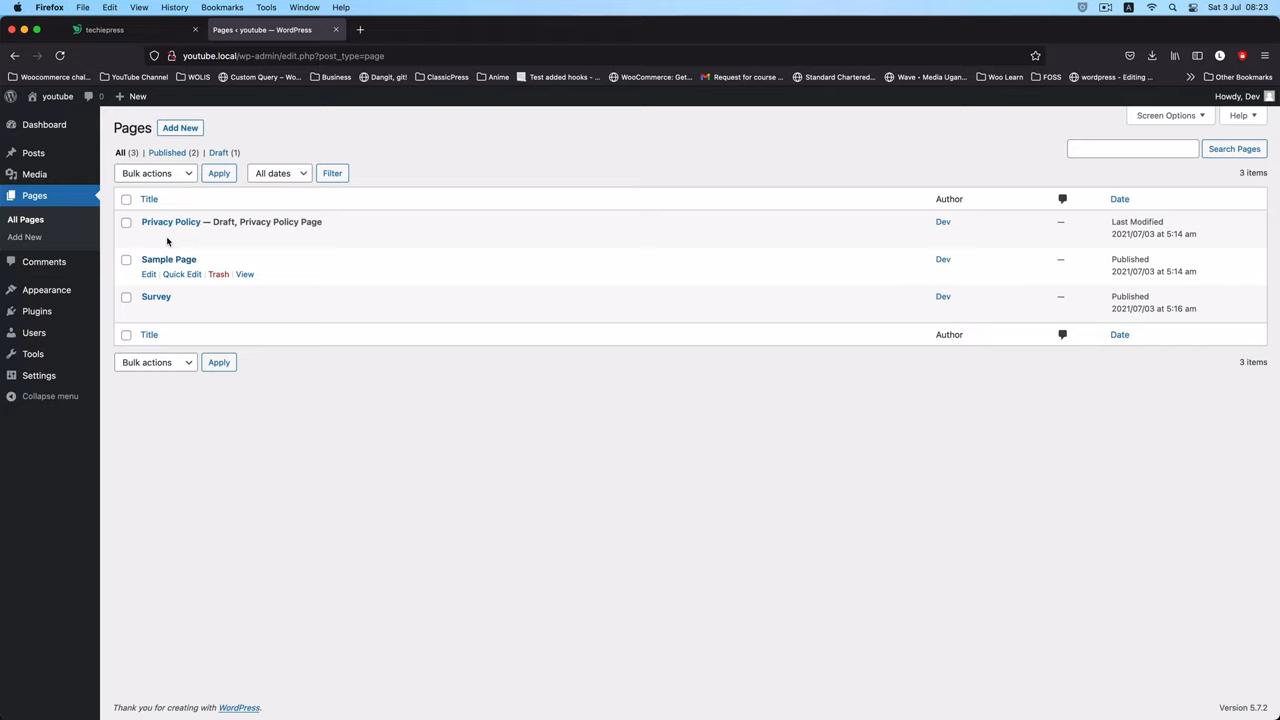 Firefox File Edit View History Bookmarks Tools Window Help A Sat 3 Jul 08:23
techiepress × Pages ‹ youtube — WordPress × +
youtube.local/wp-admin/edit.php?post_type=page L
Woocommerce chal... YouTube Channel WOLIS Custom Query – Wo... Business Dangit, git! ClassicPress Anime Test added hooks - ... WooCommerce: Get... Request for course ... Standard Chartered... Wave • Media Ugan... Woo Learn FOSS wordpress - Editing ... Other Bookmarks
youtube 0 + New Howdy, Dev
Dashboard
Posts
Media
Pages
All Pages
Add New
Comments
Appearance
Plugins
Users
Tools
Settings
Collapse menu
Screen Options ▼ Help ▼
Pages Add New
All (3) | Published (2) | Draft (1)
Search Pages
Bulk actions Apply All dates Filter 3 items
Title Author Date
Privacy Policy — Draft, Privacy Policy Page Dev — Last Modified
2021/07/03 at 5:14 am
Sample Page Dev — Published
Edit | Quick Edit | Trash | View 2021/07/03 at 5:14 am
Survey Dev — Published
2021/07/03 at 5:16 am
Title Author Date
Bulk actions Apply 3 items
Thank you for creating with WordPress. Version 5.7.2